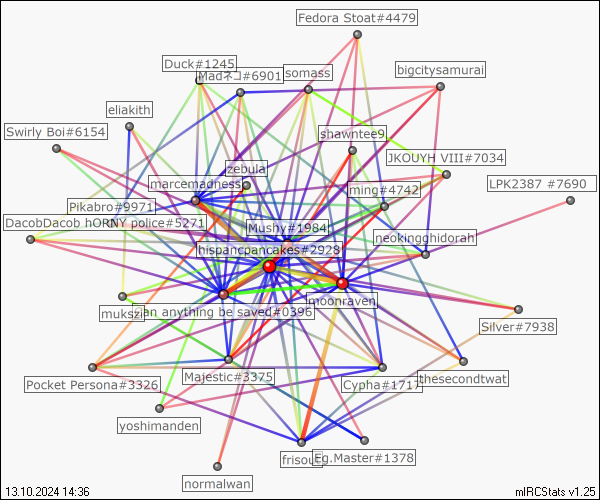 Fedora Stoat#4479
Duck#1245
Madネコ#6901
somass
bigcitysamurai
eliakith
Swirly Boi#6154
shawntee9
JKOUYH VIII#7034
zebula
marcemadness
ming#4742
LPK2387 #7690
Pikabro#9971
DacobDacob hORNY police#5271
Mushy#1984
neokingghidorah
hispancpancakes#2928
moonraven
mukszi
an anything be saved#0396
Silver#7938
Pocket Persona#3326
Majestic#3375
Cypha#1717
thesecondtwat
yoshimanden
frisout
Eg.Master#1378
normalwan
13.10.2024 14:36
mIRCStats v1.25